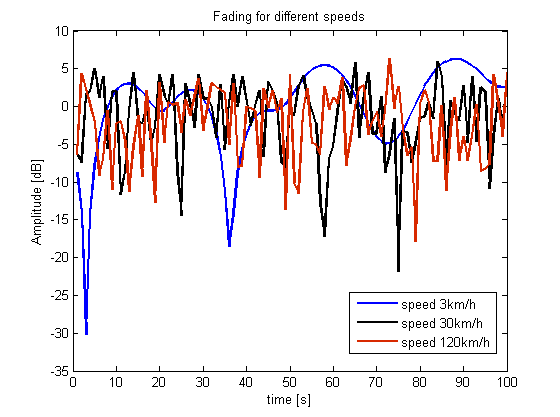 Fading for different speeds
10
5
0
-5
-10
-15
-20
-25
-30
-35
Amplitude [dB]
0 10 20 30 40 50 60 70 80 90 100
time [s]
speed 3km/h
speed 30km/h
speed 120km/h